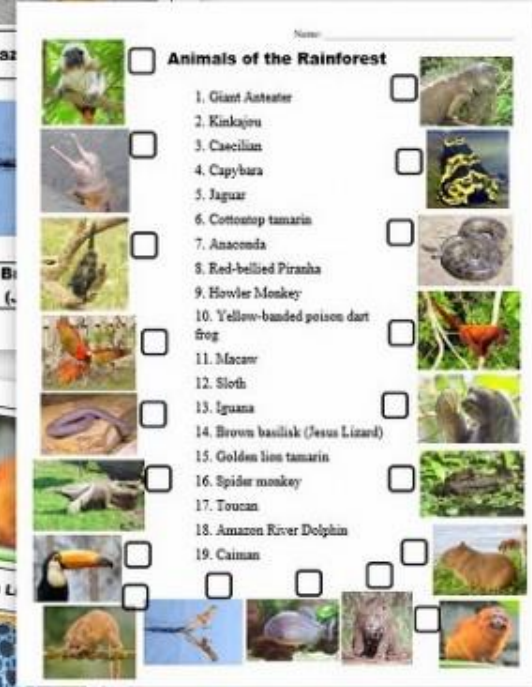 Name:
Animals of the Rainforest
1. Giant Anteater
2. Kinkajou
3. Caecilian
4. Capybara
5. Jaguar
6. Cottontop tamarin
7. Anaconda
8. Red-bellied Piranha
9. Howler Monkey
10. Yellow-banded poison dart
frog
11. Macaw
12. Sloth
13. Iguana
14. Brown basilisk (Jesus Lizard)
15. Golden lion tamarin
16. Spider monkey
17. Toucan
18. Amazon River Dolphin
19. Caiman